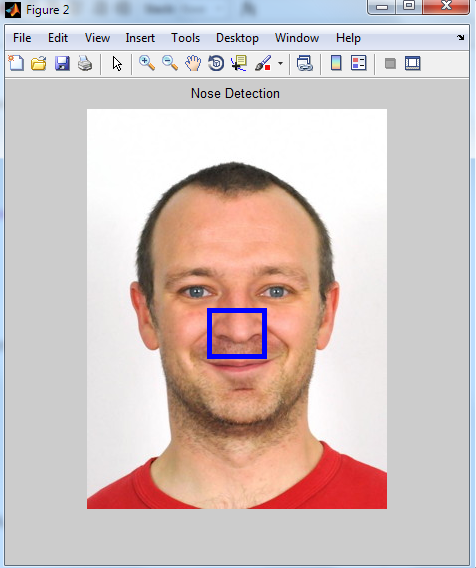 Figure 2
File Edit View Insert Tools Desktop Window Help
Nose Detection